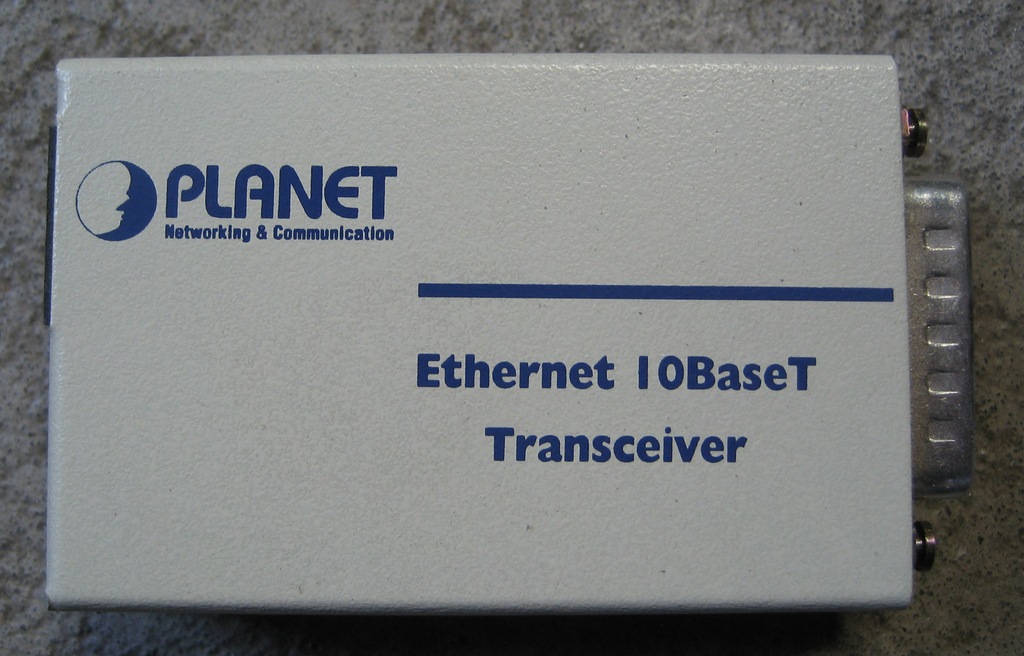 PLANET
Networking & Communication
Ethernet 10BaseT
Transceiver